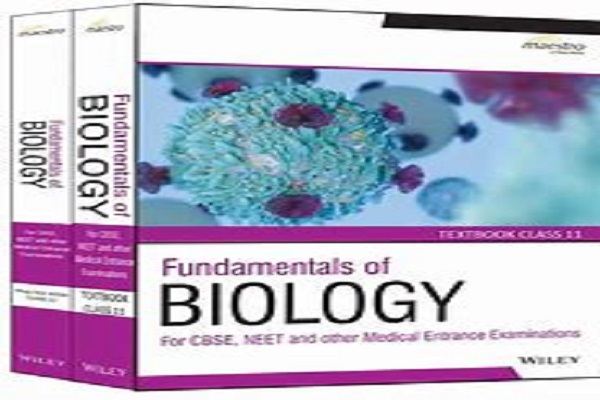 maestro
Fundamentals of
BIOLOGY
For CBSE,
NEET and other
Medical Entrance
Examinations
CLASS 11
WILEY
maestro
Fundamentals of
BIOLOGY
For CBSE,
NEET and other
Medical Entrance
Examinations
TEXTBOOK
CLASS 11
WILEY
maestro
TEXTBOOK CLASS 11
Fundamentals of
BIOLOGY
For CBSE, NEET and other Medical Entrance Examinations
WILEY